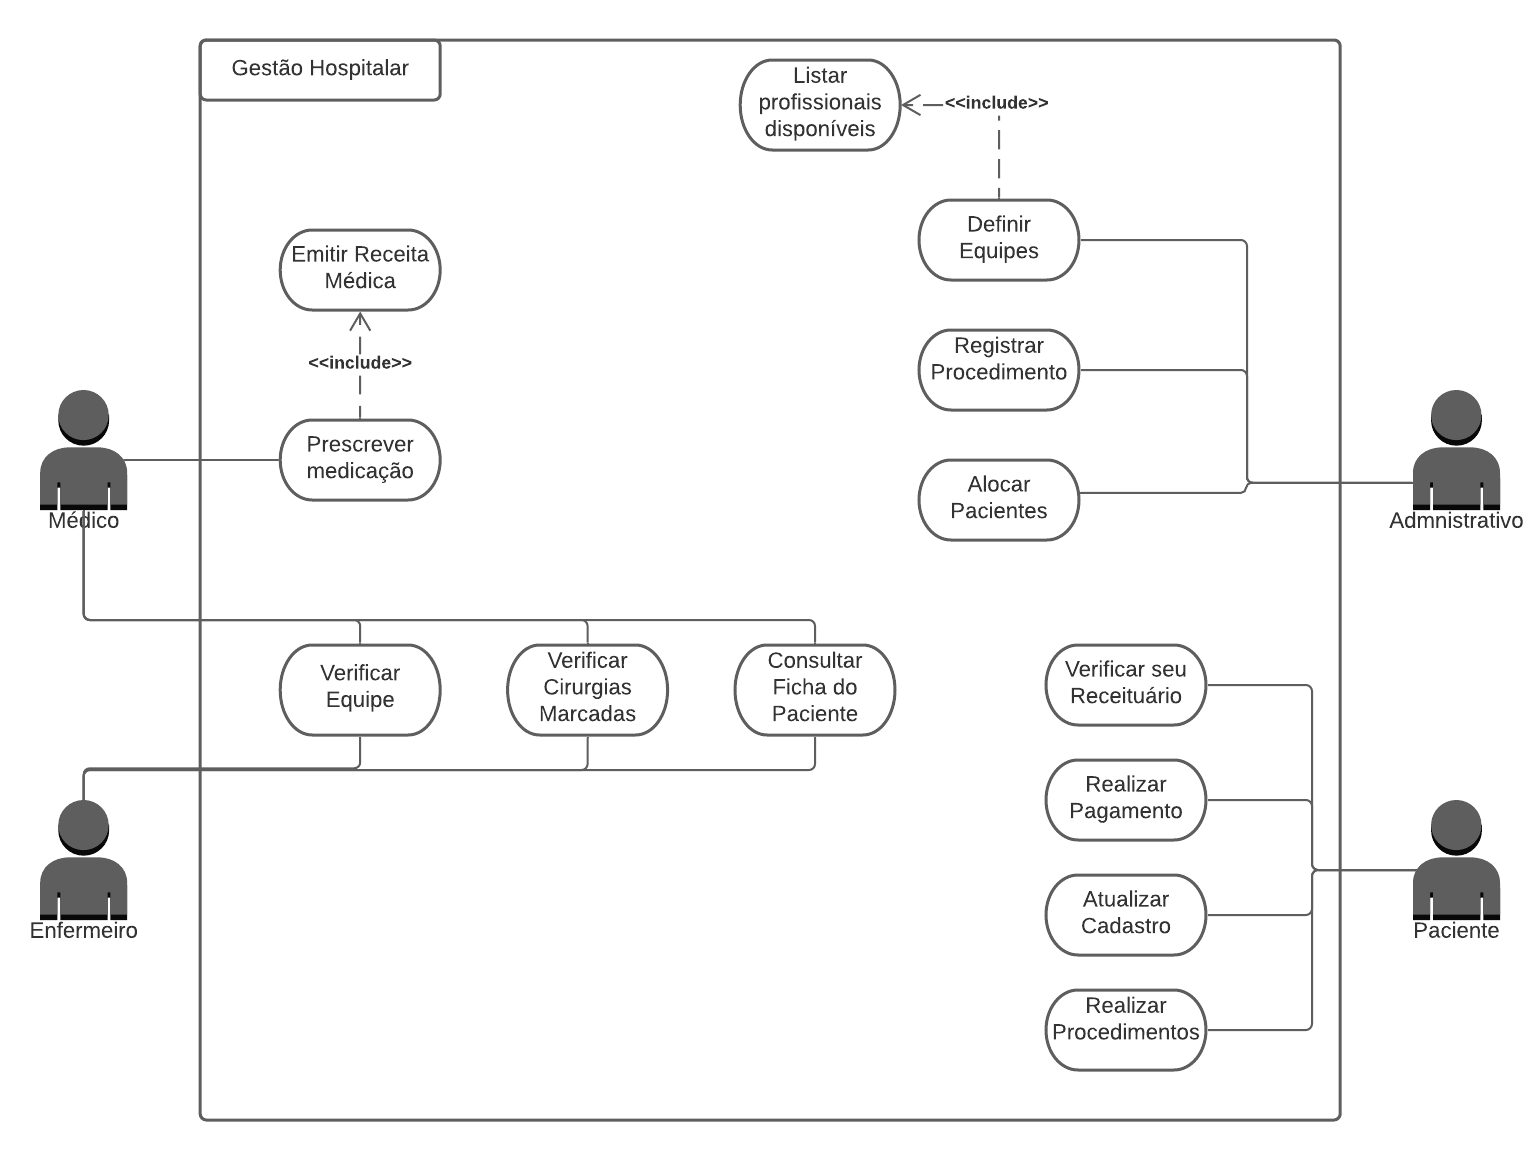 Gestão Hospitalar
Listar
profissionais
disponíveis
<<include>>
Definir
Equipes
Emitir Receita
Médica
<<include>>
Registrar
Procedimento
Prescrever
medicação
Alocar
Pacientes
Médico
Admnistrativo
Verificar
Equipe
Verificar
Cirurgias
Marcadas
Consultar
Ficha do
Paciente
Verificar seu
Receituário
Realizar
Pagamento
Atualizar
Cadastro
Enfermeiro
Paciente
Realizar
Procedimentos